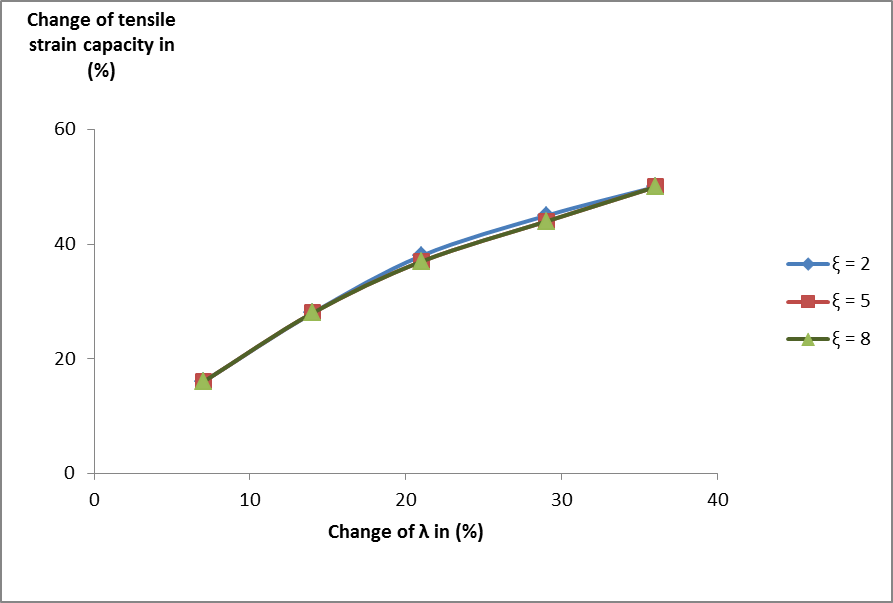 Change of tensile
strain capacity in
(%)
60
40
20
0
0 10 20 30 40
Change of λ in (%)
ξ = 2
ξ = 5
ξ = 8